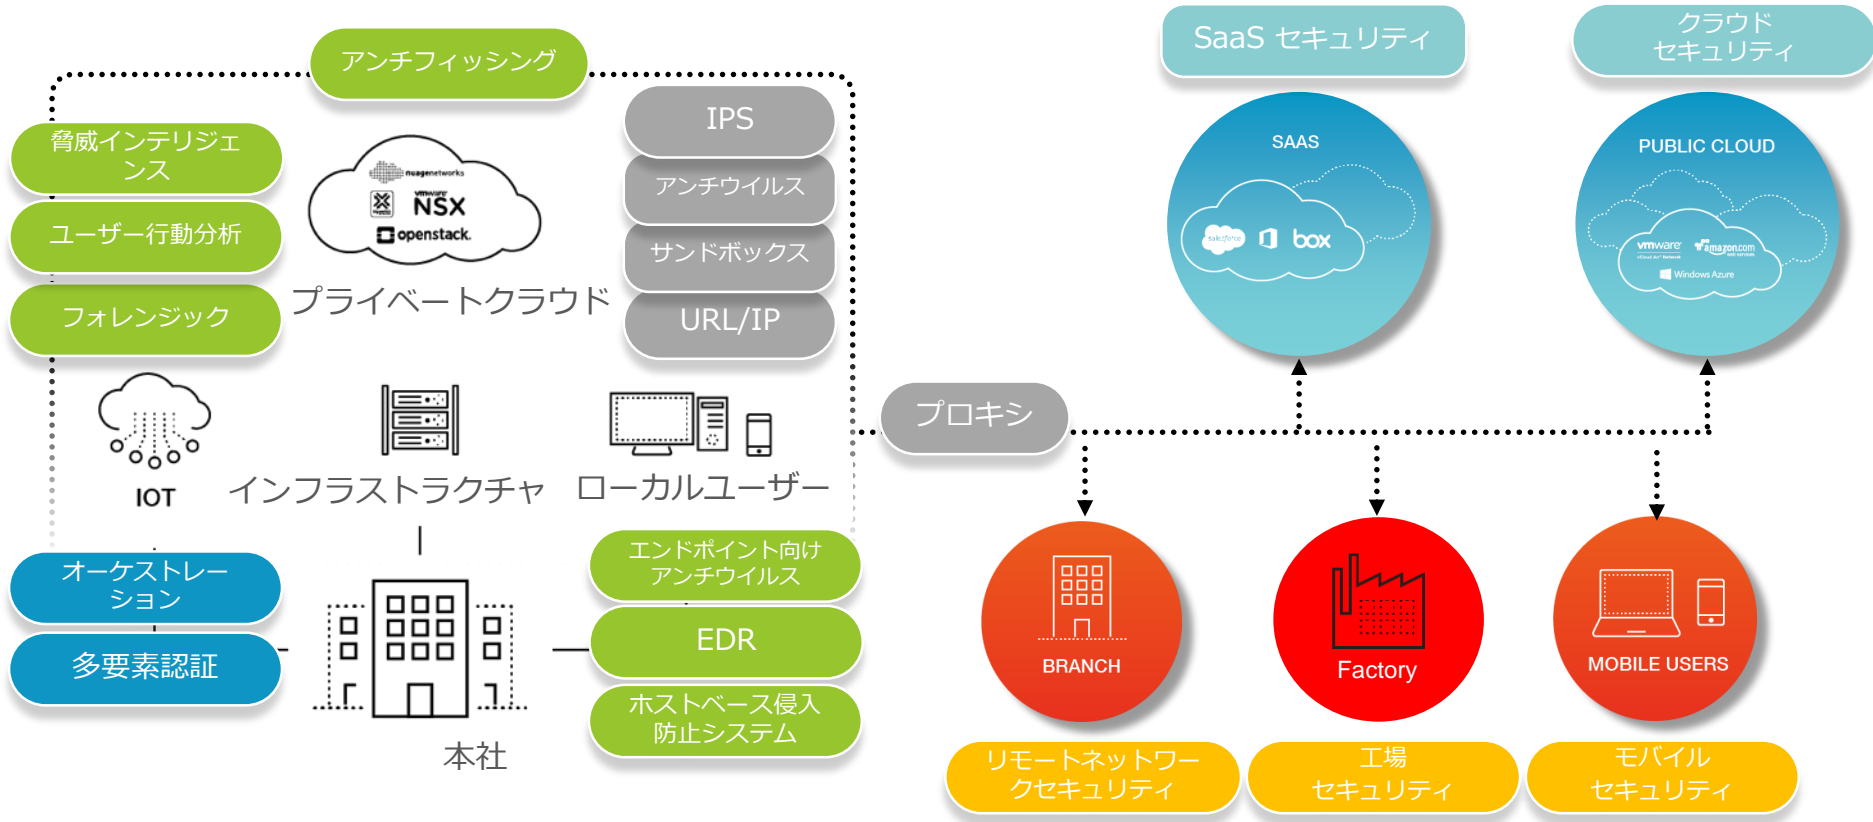 アンチフィッシング
脅威インテリジェ
ンス
ユーザー行動分析
フォレンジック
nuagenetworks
vmware
NSX
openstack.
プライベートクラウド
IPS
アンチウイルス
サンドボックス
URL/IP
IOT
インフラストラクチャ
ローカルユーザー
オーケストレー
ション
多要素認証
本社
エンドポイント向け
アンチウイルス
EDR
ホストベース侵入
防止システム
プロキシ
SaaS セキュリティ
SAAS
salesforce
box
クラウド
セキュリティ
PUBLIC CLOUD
vmware
vCloud Air Network
amazon.com
web services
Windows Azure
BRANCH
リモートネットワー
クセキュリティ
Factory
工場
セキュリティ
MOBILE USERS
モバイル
セキュリティ